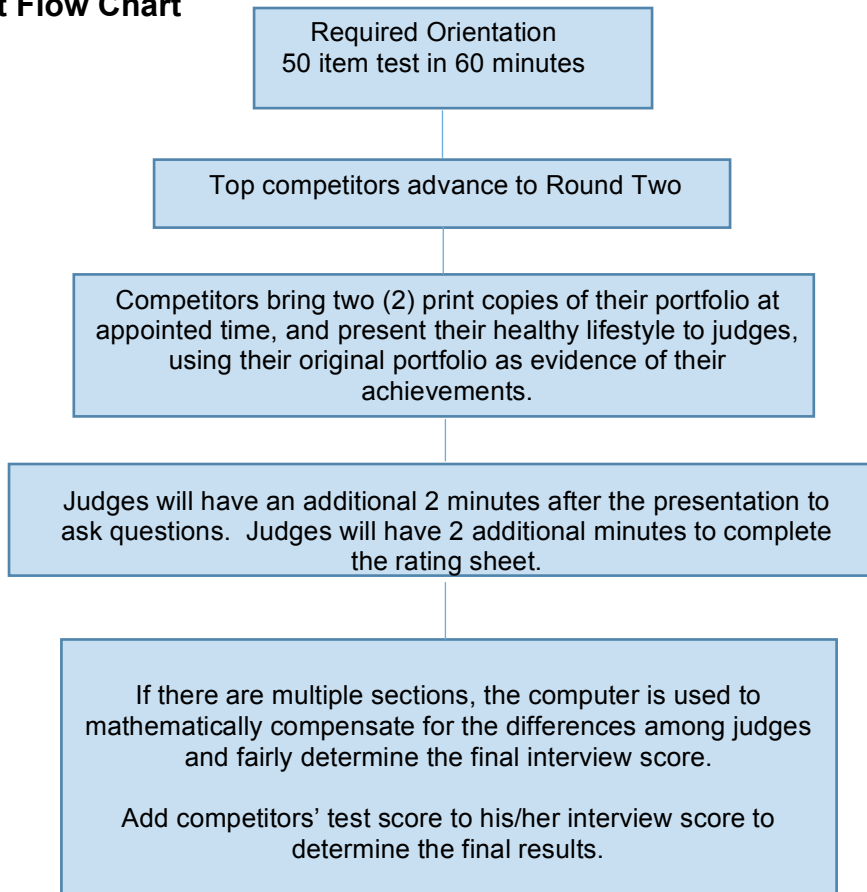 t Flow Chart
Required Orientation
50 item test in 60 minutes
Top competitors advance to Round Two
Competitors bring two (2) print copies of their portfolio at
appointed time, and present their healthy lifestyle to judges,
using their original portfolio as evidence of their
achievements.
Judges will have an additional 2 minutes after the presentation to
ask questions.  Judges will have 2 additional minutes to complete
the rating sheet.
If there are multiple sections, the computer is used to
mathematically compensate for the differences among judges
and fairly determine the final interview score.
Add competitors’ test score to his/her interview score to
determine the final results.